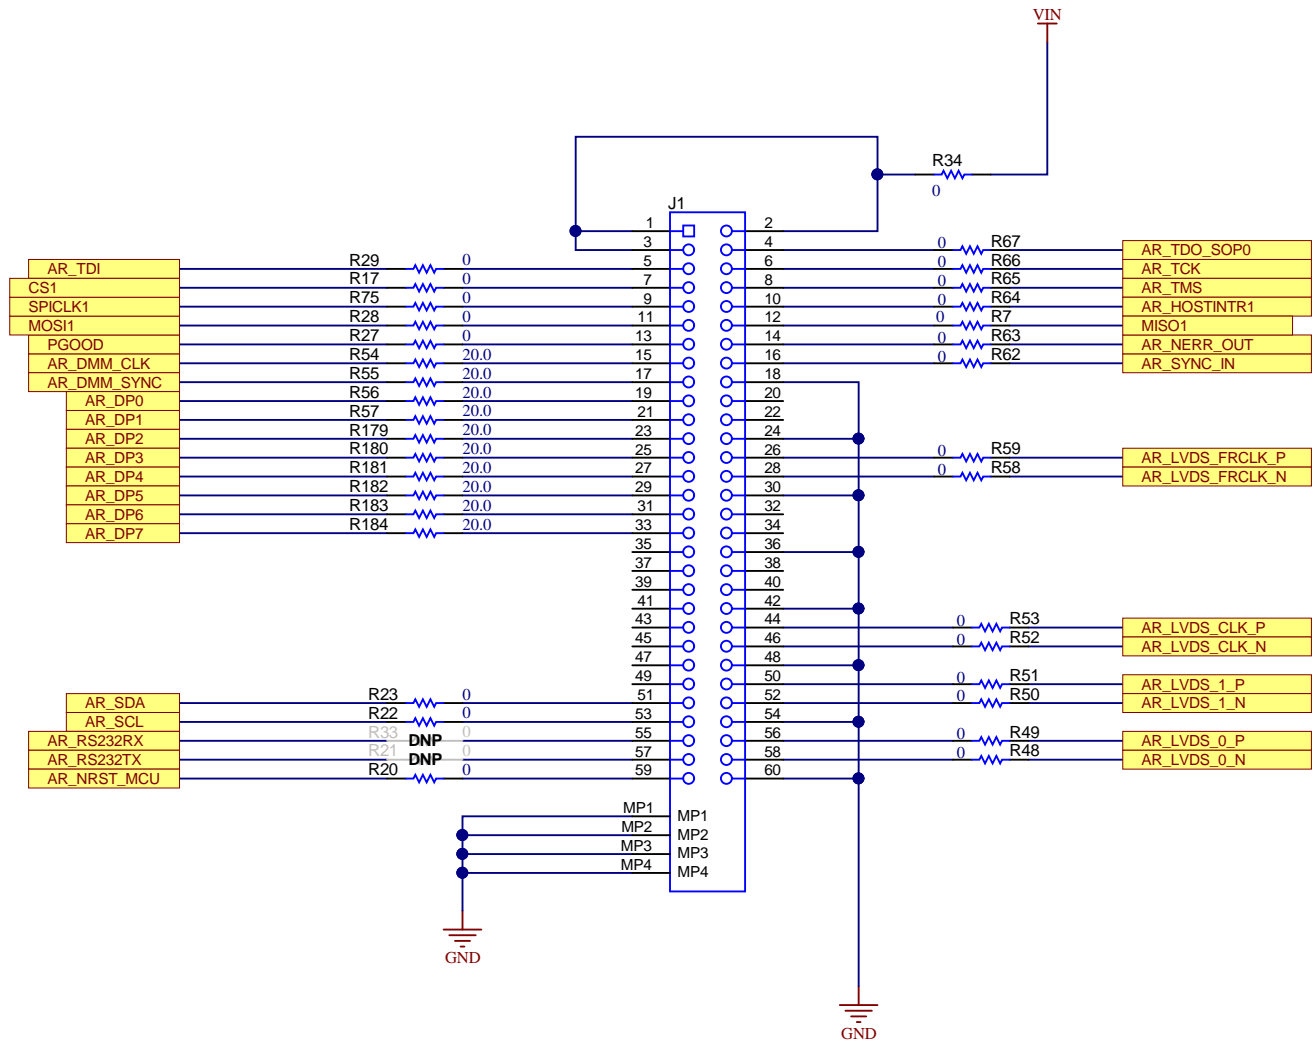 VIN
R34
0
J1
1 2
3 4 0 R67 AR_TDO_SOP0
AR_TDI R29 0 5 6 0 R66 AR_TCK
CS1 R17 0 7 8 0 R65 AR_TMS
SPICLK1 R75 0 9 10 0 R64 AR_HOSTINTR1
MOSI1 R28 0 11 12 0 R7 MISO1
PGOOD R27 0 13 14 0 R63 AR_NERR_OUT
AR_DMM_CLK R54 20.0 15 16 0 R62 AR_SYNC_IN
AR_DMM_SYNC R55 20.0 17 18
AR_DP0 R56 20.0 19 20
AR_DP1 R57 20.0 21 22
AR_DP2 R179 20.0 23 24
AR_DP3 R180 20.0 25 26 0 R59 AR_LVDS_FRCLK_P
AR_DP4 R181 20.0 27 28 0 R58 AR_LVDS_FRCLK_N
AR_DP5 R182 20.0 29 30
AR_DP6 R183 20.0 31 32
AR_DP7 R184 20.0 33 34
35 36
37 38
39 40
41 42
43 44 0 R53 AR_LVDS_CLK_P
45 46 0 R52 AR_LVDS_CLK_N
47 48
49 50 0 R51 AR_LVDS_1_P
AR_SDA R23 0 51 52 0 R50 AR_LVDS_1_N
AR_SCL R22 0 53 54
AR_RS232RX R33 DNP 0 55 56 0 R49 AR_LVDS_0_P
AR_RS232TX R21 DNP 0 57 58 0 R48 AR_LVDS_0_N
AR_NRST_MCU R20 0 59 60
MP1 MP1
MP2 MP2
MP3 MP3
MP4 MP4
GND
GND